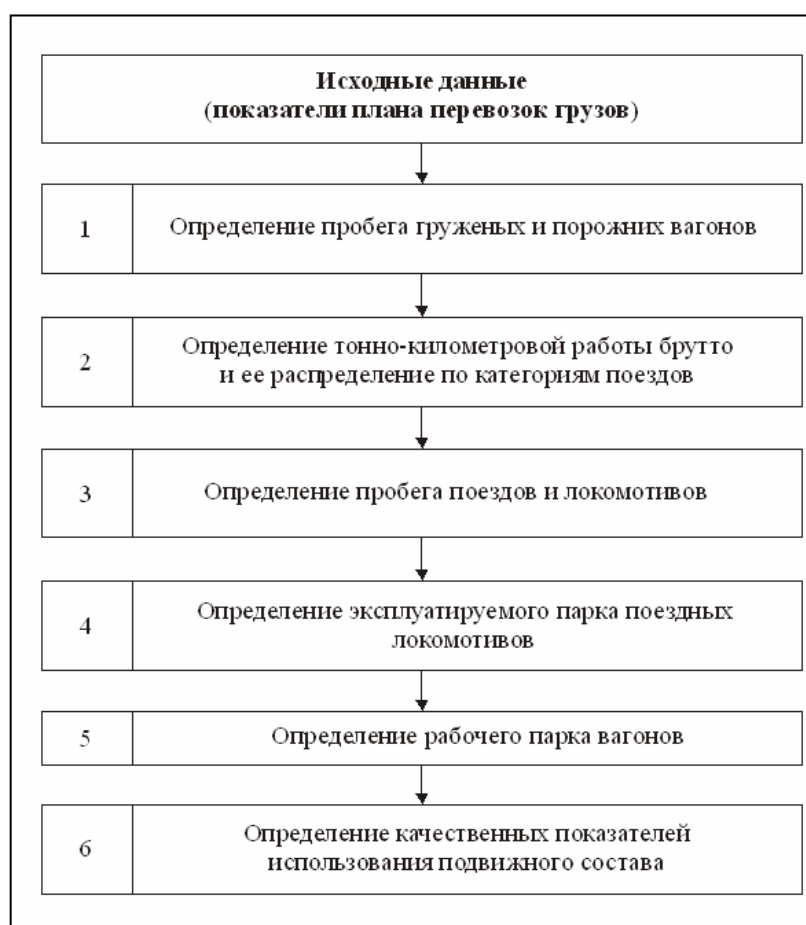 Исходные данные
(показатели плана перевозок грузов)
1
Определение пробега груженых и порожних вагонов
2
Определение тонно-километровой работы брутто
и ее распределение по категориям поездов
3
Определение пробега поездов и локомотивов
4
Определение эксплуатируемого парка поездных
локомотивов
5
Определение рабочего парка вагонов
6
Определение качественных показателей
использования подвижного состава